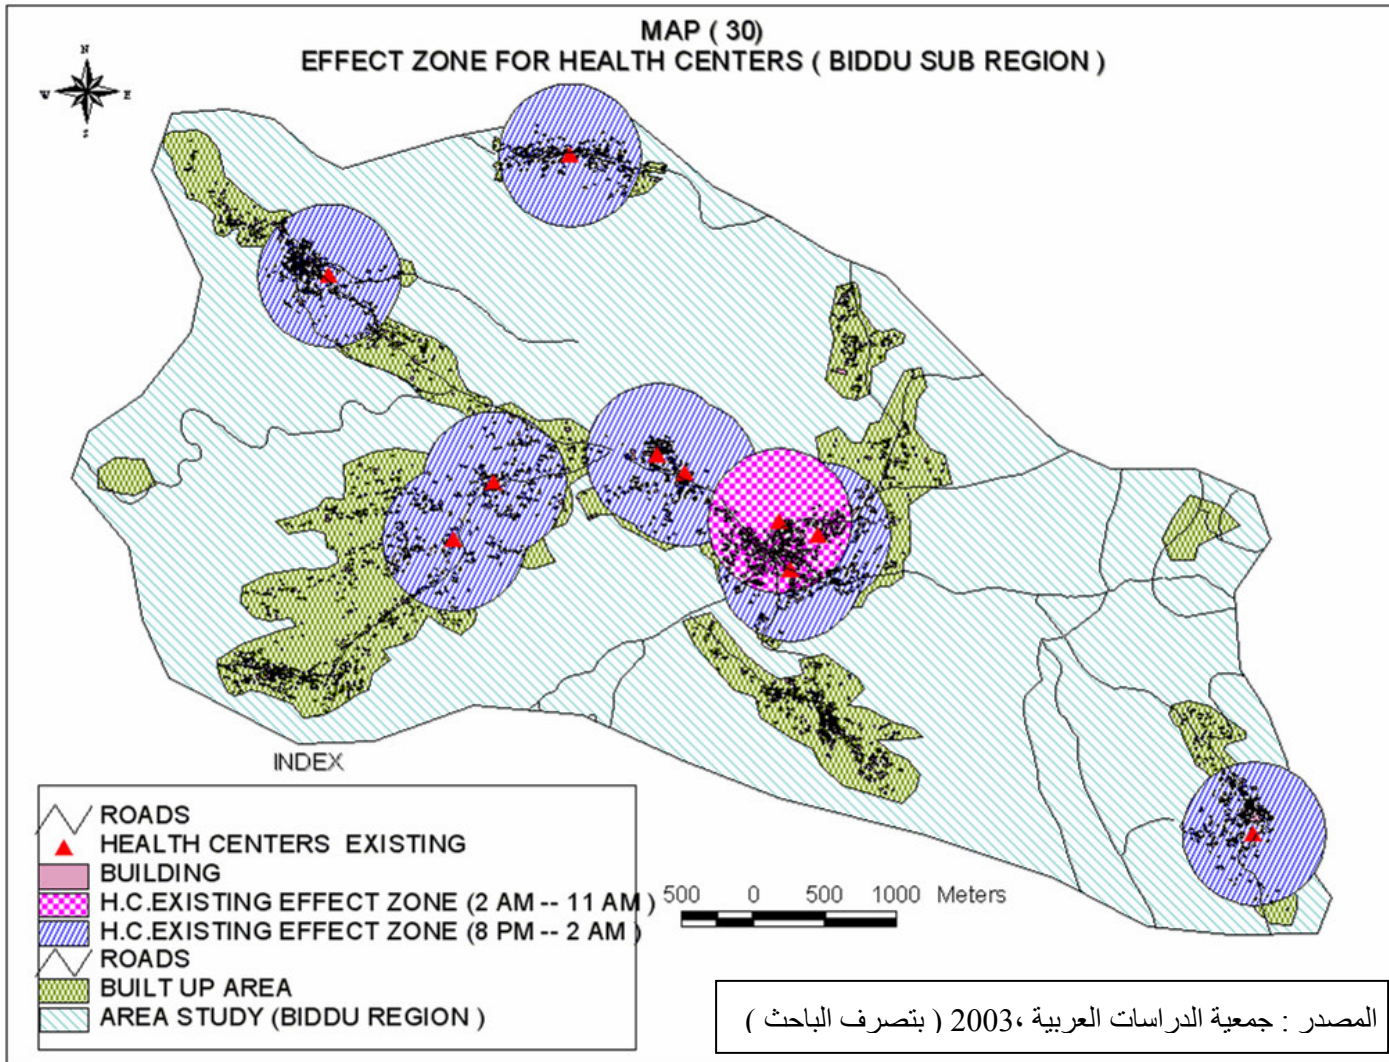 MAP ( 30)
EFFECT ZONE FOR HEALTH CENTERS ( BIDDU SUB REGION )
N
W E
S
INDEX
ROADS
HEALTH CENTERS EXISTING
BUILDING
H.C.EXISTING EFFECT ZONE (2 AM -- 11 AM )
H.C.EXISTING EFFECT ZONE (8 PM -- 2 AM )
ROADS
BUILT UP AREA
AREA STUDY (BIDDU REGION )
500 0 500 1000 Meters
المصدر : جمعية الدراسات العربية ،2003 ( بتصرف الباحث )